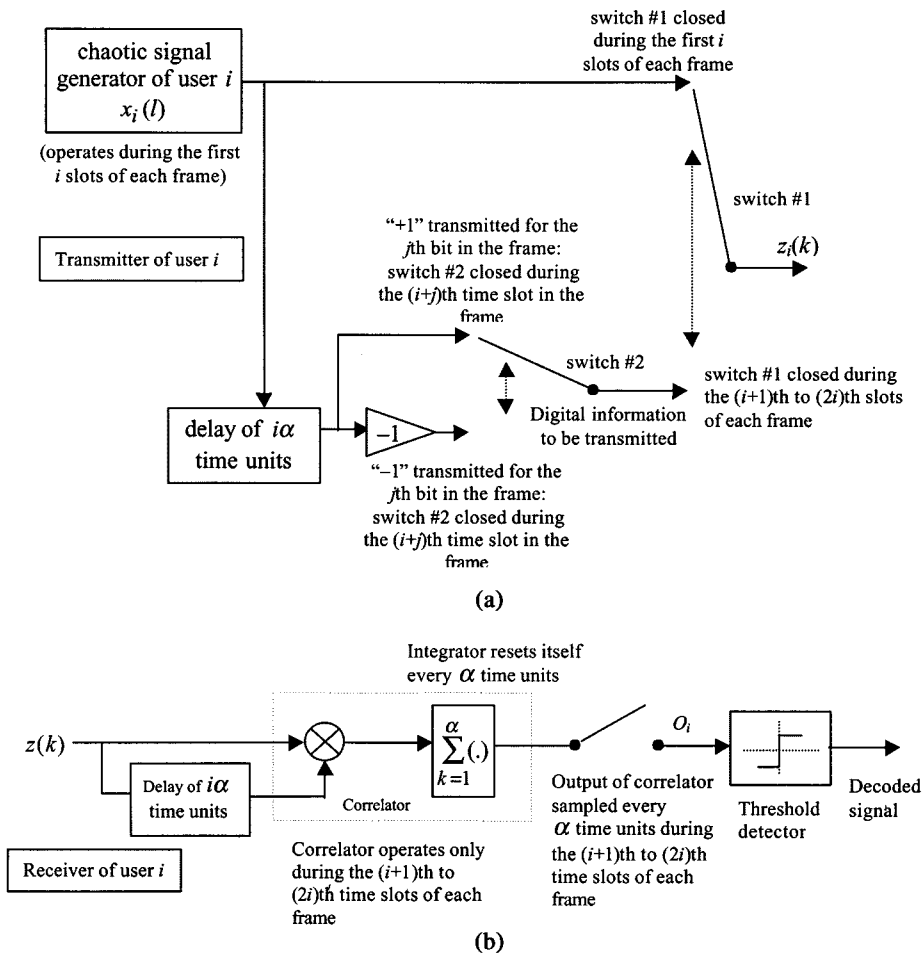 chaotic signal
generator of user i
x_i(l)
(operates during the first
i slots of each frame)
switch #1 closed
during the first i
slots of each frame
switch #1
z_i(k)
Transmitter of user i
“+1” transmitted for the
jth bit in the frame:
switch #2 closed during
the (i+j)th time slot in the
frame
switch #2
Digital information
to be transmitted
switch #1 closed during
the (i+1)th to (2i)th slots
of each frame
delay of iα
time units
−1
“−1” transmitted for the
jth bit in the frame:
switch #2 closed during
the (i+j)th time slot in the
frame
(a)
Integrator resets itself
every α time units
z(k)
Delay of iα
time units
Correlator
α
∑(.)
k=1
O_i
Output of correlator
sampled every
α time units during
the (i+1)th to (2i)th
time slots of each
frame
Threshold
detector
Decoded
signal
Receiver of user i
Correlator operates only
during the (i+1)th to
(2i)th time slots of each
frame
(b)